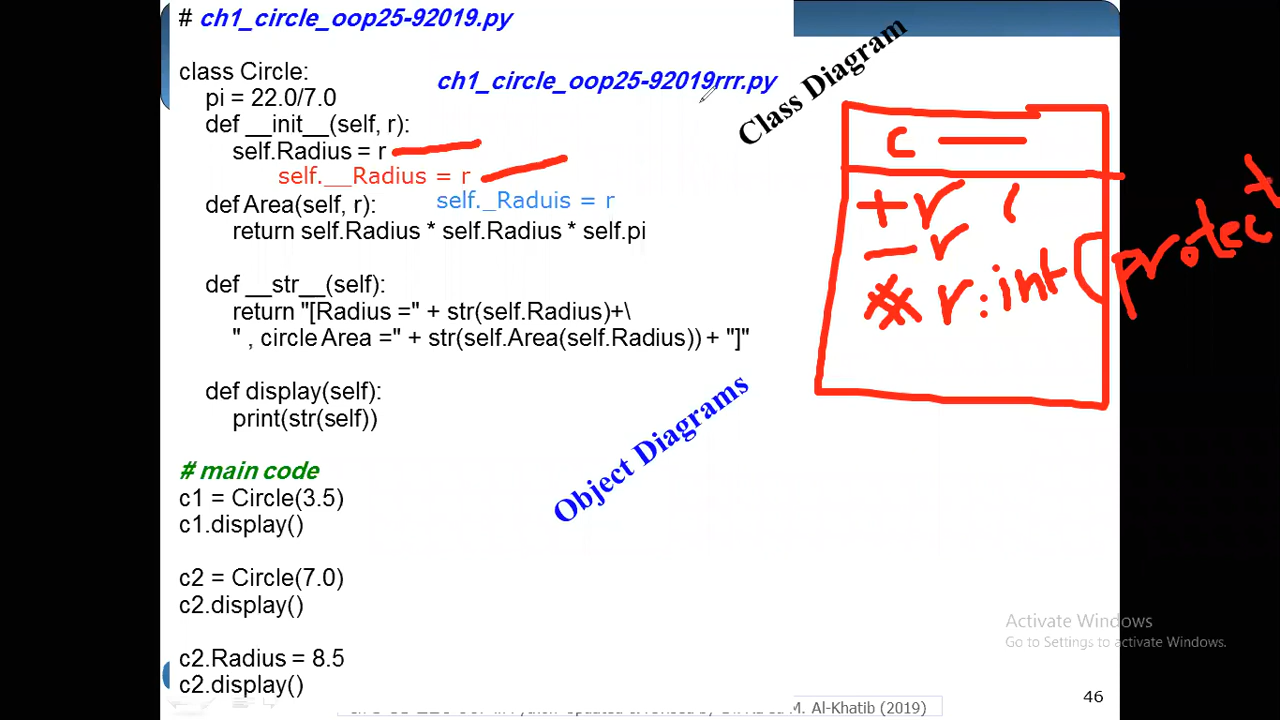 # ch1_circle_oop25-92019.py
class Circle:
ch1_circle_oop25-92019rrr.py
pi = 22.0/7.0
def __init__(self, r):
self.Radius = r
self.__Radius = r
self._Raduis = r
def Area(self, r):
return self.Radius * self.Radius * self.pi
def __str__(self):
return "[Radius =" + str(self.Radius)+\
" , circle Area =" + str(self.Area(self.Radius)) + "]"
def display(self):
print(str(self))
# main code
c1 = Circle(3.5)
c1.display()
c2 = Circle(7.0)
c2.display()
c2.Radius = 8.5
c2.display()
Class Diagram
C
+ r (
- r
# r: int
protect
Object Diagrams
Activate Windows
Go to Settings to activate Windows.
46
M. Al-Khatib (2019)